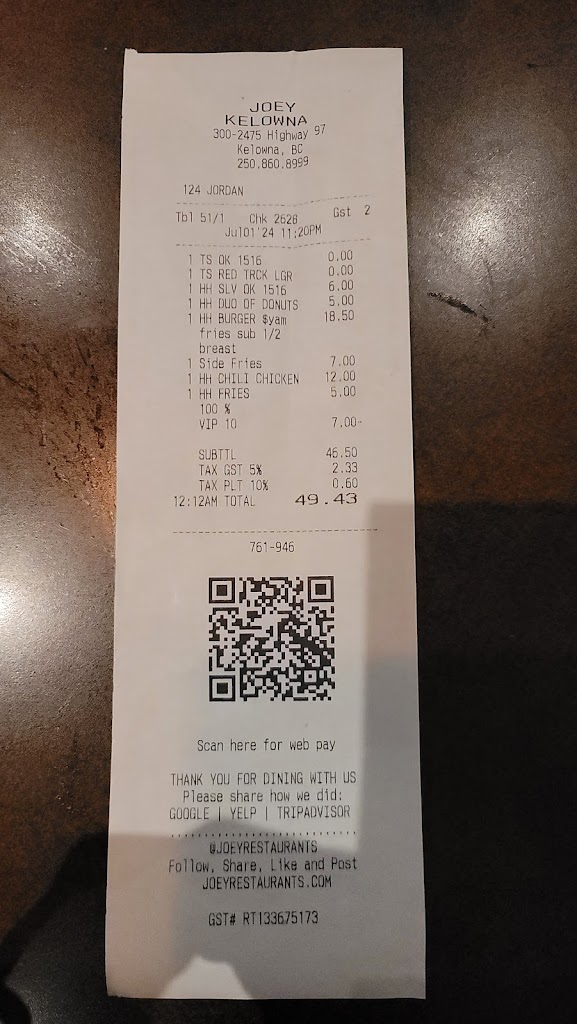 JOEY
KELOWNA
300-2475 Highway 97
Kelowna, BC
250.860.8999
124 JORDAN
Tbl 51/1 Chk 2628 Gst 2
Jul01'24 11:20PM
1 TS OK 1516 0.00
1 TS RED TRCK LGR 0.00
1 HH SLV OK 1516 6.00
1 HH DUO OF DONUTS 5.00
1 HH BURGER $yam 18.50
fries sub 1/2
breast
1 Side Fries 7.00
1 HH CHILI CHICKEN 12.00
1 HH FRIES 5.00
100 %
VIP 10 7.00-
SUBTTL 46.50
TAX GST 5% 2.33
TAX PLT 10% 0.60
12:12AM TOTAL 49.43
761-946
Scan here for web pay
THANK YOU FOR DINING WITH US
Please share how we did:
GOOGLE | YELP | TRIPADVISOR
@JOEYRESTAURANTS
Follow, Share, Like and Post
JOEYRESTAURANTS.COM
GST# RT133675173